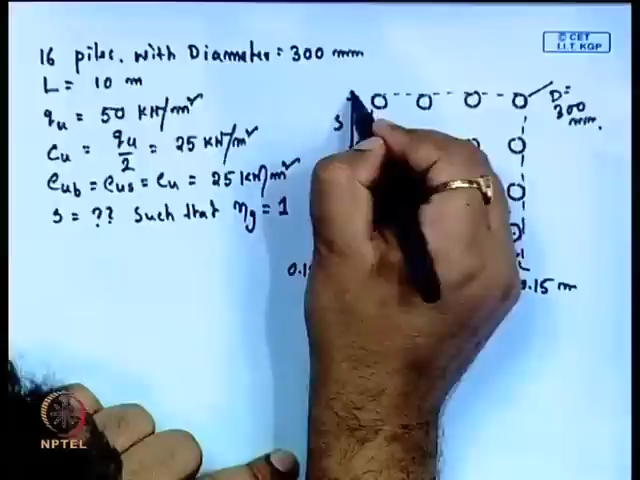 16 piles. with Diameter = 300 mm
L = 10 m
qu = 50 KN/m²
Cu = qu/2 = 25 KN/m²
Cub = Cus = Cu = 25 KN/m²
S = ?? Such that ηg = 1
© CET
I.I.T. KGP
D =
300
mm.
S
0.15 m
NPTEL